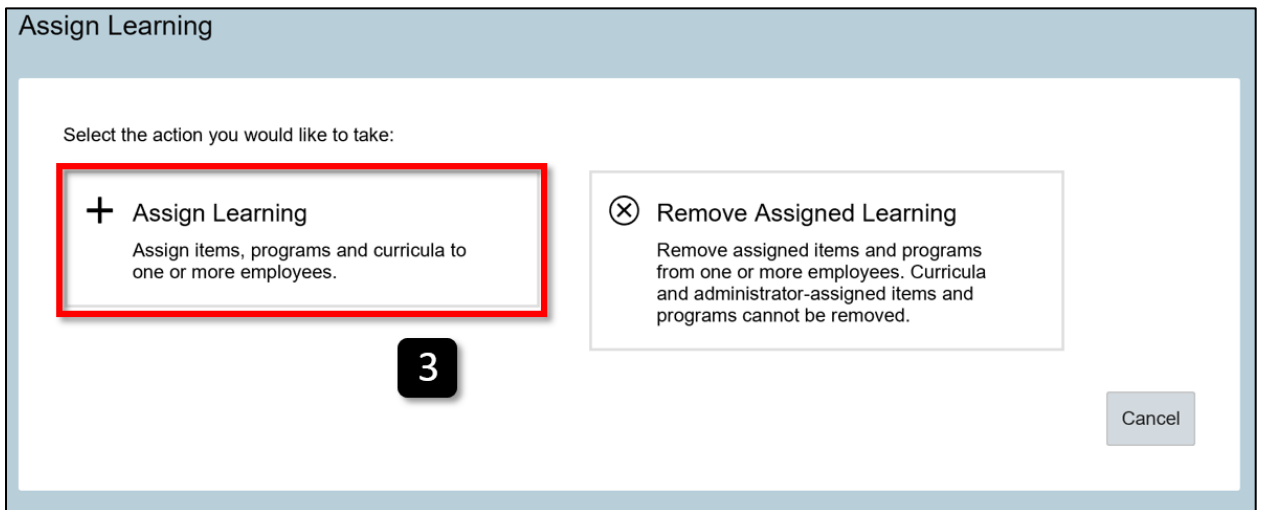 Assign Learning
Select the action you would like to take:
Assign Learning
Assign items, programs and curricula to
one or more employees.
Remove Assigned Learning
Remove assigned items and programs
from one or more employees. Curricula
and administrator-assigned items and
programs cannot be removed.
3
Cancel